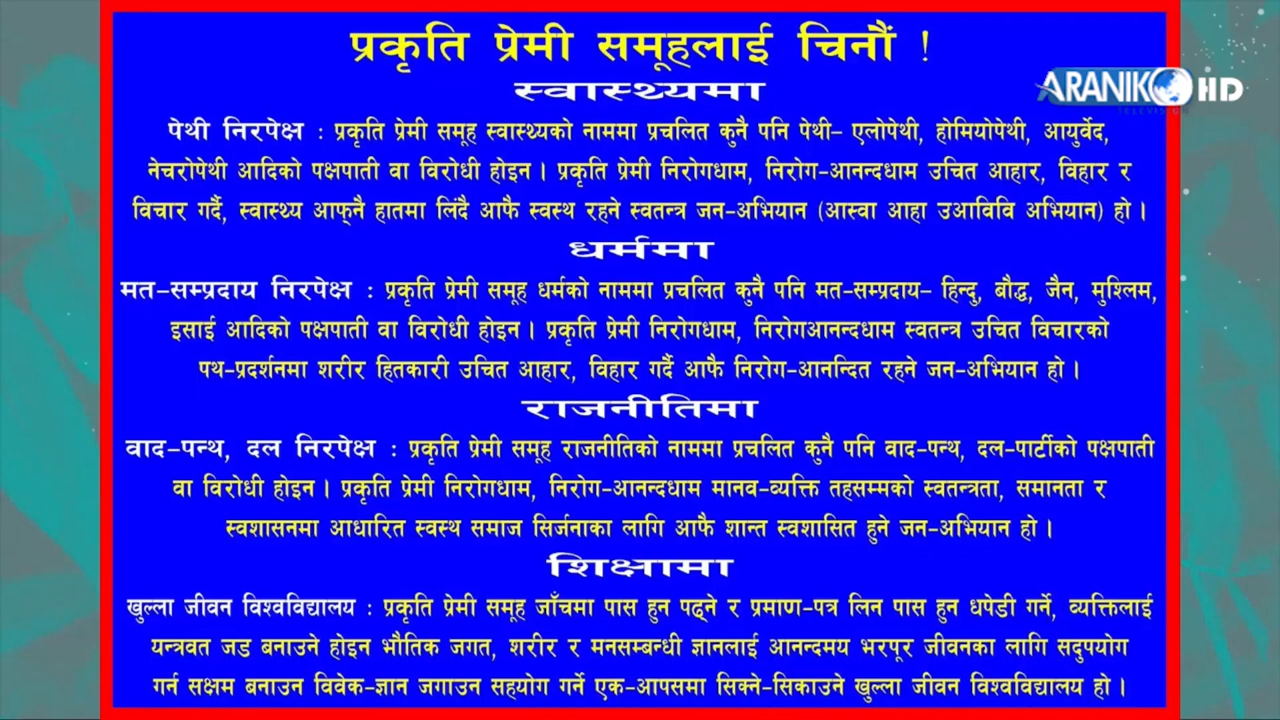 प्रकृति प्रेमी समूहलाई चिनौं !
ARANIKO HD
TELEVISION
स्वास्थ्यमा
पेथी निरपेक्ष : प्रकृति प्रेमी समूह स्वास्थ्यको नाममा प्रचलित कुनै पनि पेथी– एलोपेथी, होमियोपेथी, आयुर्वेद,
नेचरोपेथी आदिको पक्षपाती वा विरोधी होइन । प्रकृति प्रेमी निरोगधाम, निरोग–आनन्दधाम उचित आहार, विहार र
विचार गर्दै, स्वास्थ्य आफ्नै हातमा लिंदै आफै स्वस्थ रहने स्वतन्त्र जन–अभियान (आस्वा आहा उआविवि अभियान) हो ।
धर्ममा
मत–सम्प्रदाय निरपेक्ष : प्रकृति प्रेमी समूह धर्मको नाममा प्रचलित कुनै पनि मत–सम्प्रदाय– हिन्दु, बौद्ध, जैन, मुश्लिम,
इसाई आदिको पक्षपाती वा विरोधी होइन । प्रकृति प्रेमी निरोगधाम, निरोगआनन्दधाम स्वतन्त्र उचित विचारको
पथ–प्रदर्शनमा शरीर हितकारी उचित आहार, विहार गर्दै आफै निरोग–आनन्दित रहने जन–अभियान हो ।
राजनीतिमा
वाद–पन्थ, दल निरपेक्ष : प्रकृति प्रेमी समूह राजनीतिको नाममा प्रचलित कुनै पनि वाद–पन्थ, दल–पार्टीको पक्षपाती
वा विरोधी होइन । प्रकृति प्रेमी निरोगधाम, निरोग–आनन्दधाम मानव–व्यक्ति तहसम्मको स्वतन्त्रता, समानता र
स्वशासनमा आधारित स्वस्थ समाज सिर्जनाका लागि आफै शान्त स्वशासित हुने जन–अभियान हो ।
शिक्षामा
खुल्ला जीवन विश्वविद्यालय : प्रकृति प्रेमी समूह जाँचमा पास हुन पढ्ने र प्रमाण–पत्र लिन पास हुन धपेडी गर्ने, व्यक्तिलाई
यन्त्रवत जड बनाउने होइन भौतिक जगत, शरीर र मनसम्बन्धी ज्ञानलाई आनन्दमय भरपूर जीवनका लागि सदुपयोग
गर्न सक्षम बनाउन विवेक–ज्ञान जगाउन सहयोग गर्ने एक–आपसमा सिक्ने–सिकाउने खुल्ला जीवन विश्वविद्यालय हो ।